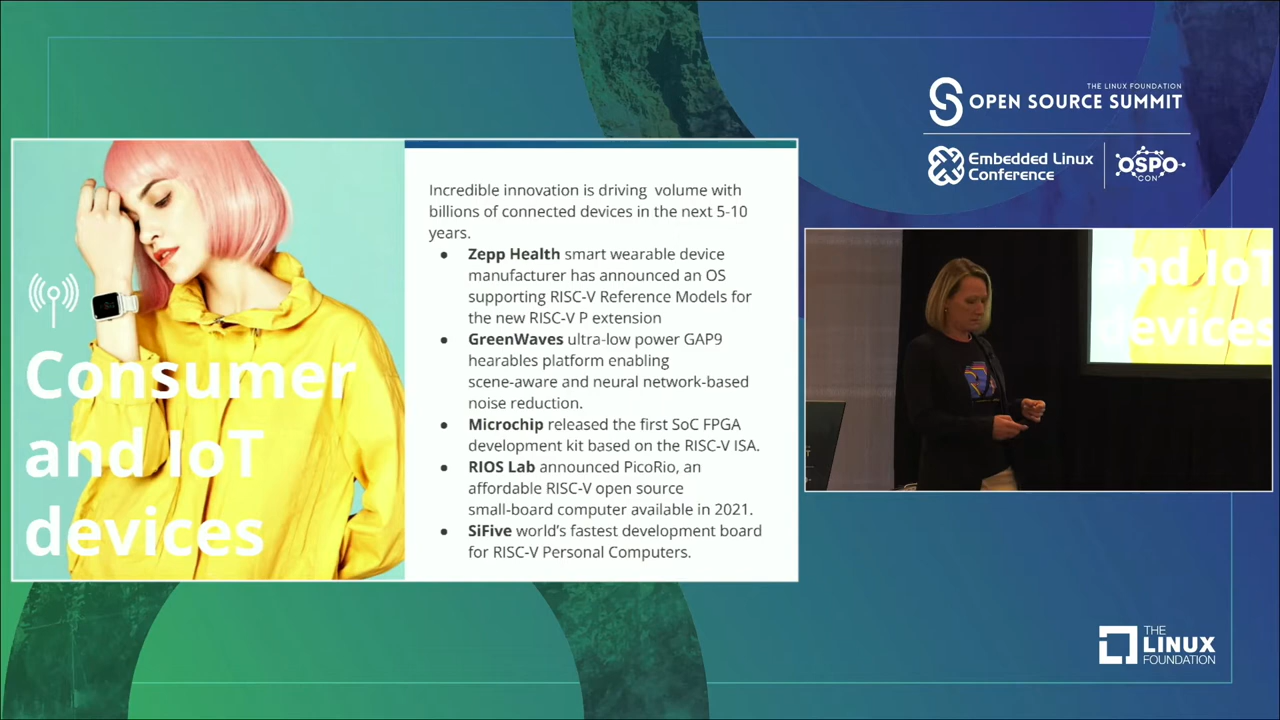 THE LINUX FOUNDATION
OPEN SOURCE SUMMIT
Embedded Linux
Conference
OSPO
CON
Consumer
and IoT
devices
Incredible innovation is driving volume with
billions of connected devices in the next 5-10
years.
● Zepp Health smart wearable device
manufacturer has announced an OS
supporting RISC-V Reference Models for
the new RISC-V P extension
● GreenWaves ultra-low power GAP9
hearables platform enabling
scene-aware and neural network-based
noise reduction.
● Microchip released the first SoC FPGA
development kit based on the RISC-V ISA.
● RIOS Lab announced PicoRio, an
affordable RISC-V open source
small-board computer available in 2021.
● SiFive world's fastest development board
for RISC-V Personal Computers.
and IoT
devices
THE
LINUX
FOUNDATION